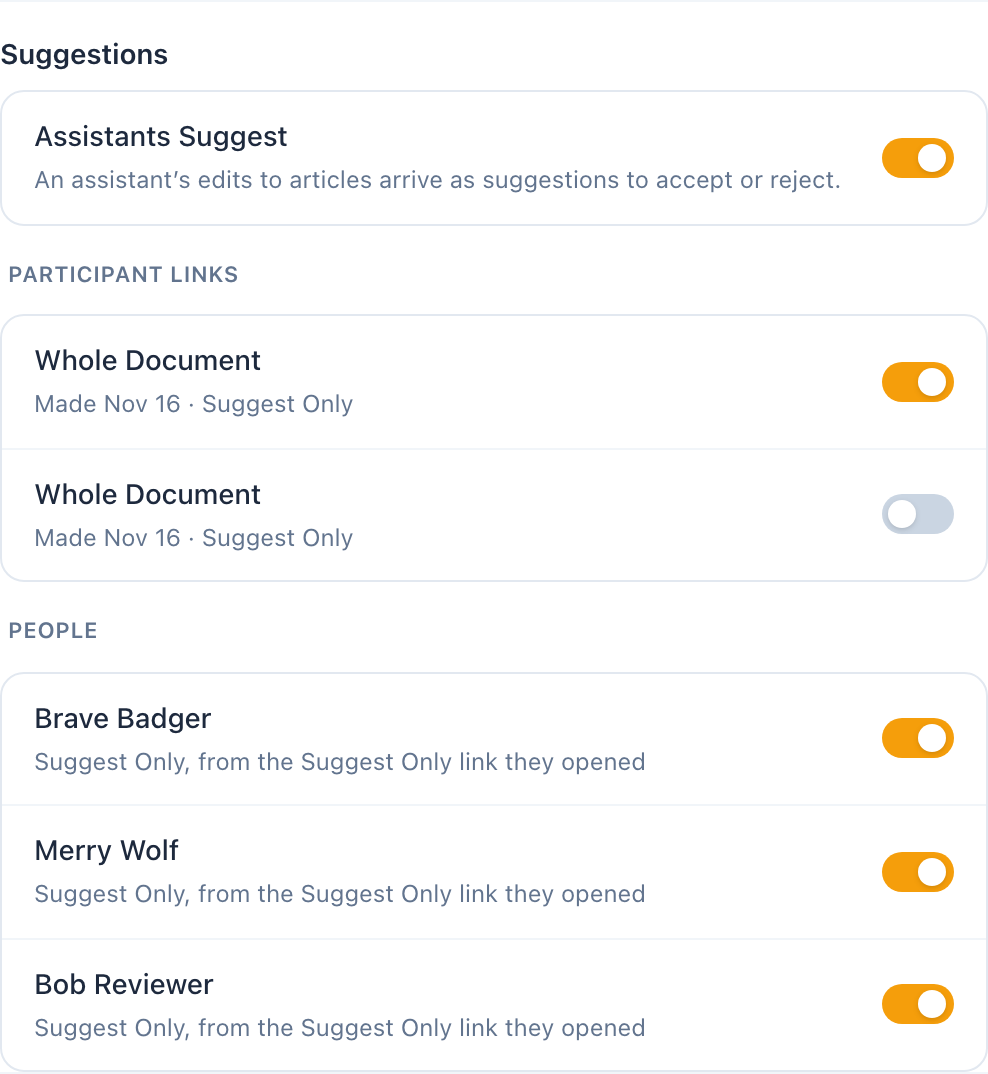 Suggestions
Assistants Suggest
An assistant’s edits to articles arrive as suggestions to accept or reject.
PARTICIPANT LINKS
Whole Document
Made Nov 16 · Suggest Only
Whole Document
Made Nov 16 · Suggest Only
PEOPLE
Brave Badger
Suggest Only, from the Suggest Only link they opened
Merry Wolf
Suggest Only, from the Suggest Only link they opened
Bob Reviewer
Suggest Only, from the Suggest Only link they opened